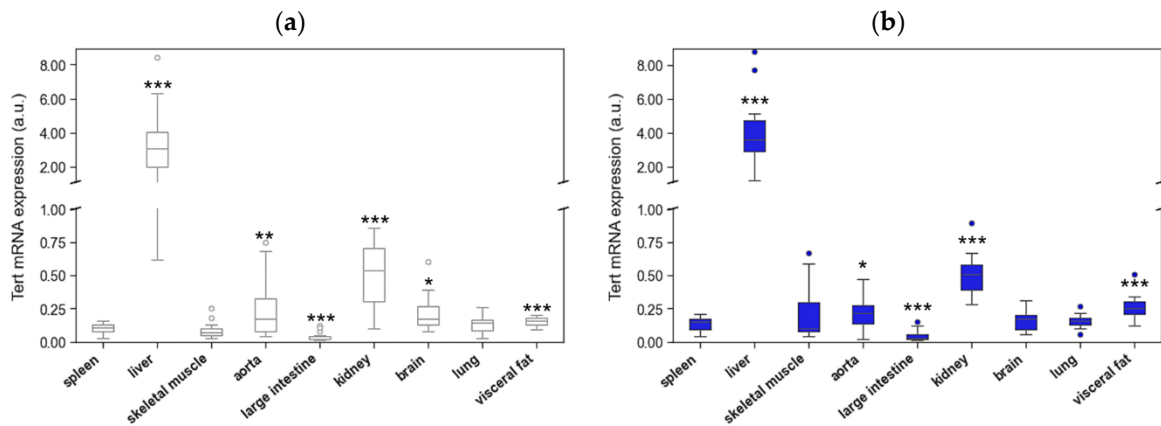 (a)
Tert mRNA expression (a.u.)
8.00
6.00
4.00
2.00
1.00
0.75
0.50
0.25
0.00
***
**
***
***
*
***
spleen
liver
skeletal muscle
aorta
large intestine
kidney
brain
lung
visceral fat
(b)
Tert mRNA expression (a.u.)
8.00
6.00
4.00
2.00
1.00
0.75
0.50
0.25
0.00
***
*
***
***
***
spleen
liver
skeletal muscle
aorta
large intestine
kidney
brain
lung
visceral fat